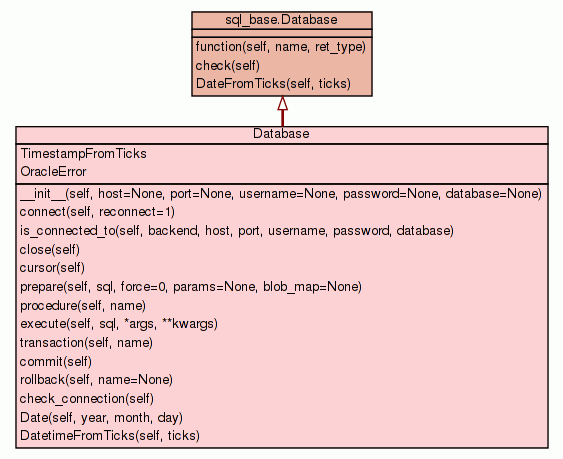 sql_base.Database
function(self, name, ret_type)
check(self)
DateFromTicks(self, ticks)
Database
TimestampFromTicks
OracleError
__init__(self, host=None, port=None, username=None, password=None, database=None)
connect(self, reconnect=1)
is_connected_to(self, backend, host, port, username, password, database)
close(self)
cursor(self)
prepare(self, sql, force=0, params=None, blob_map=None)
procedure(self, name)
execute(self, sql, *args, **kwargs)
transaction(self, name)
commit(self)
rollback(self, name=None)
check_connection(self)
Date(self, year, month, day)
DatetimeFromTicks(self, ticks)